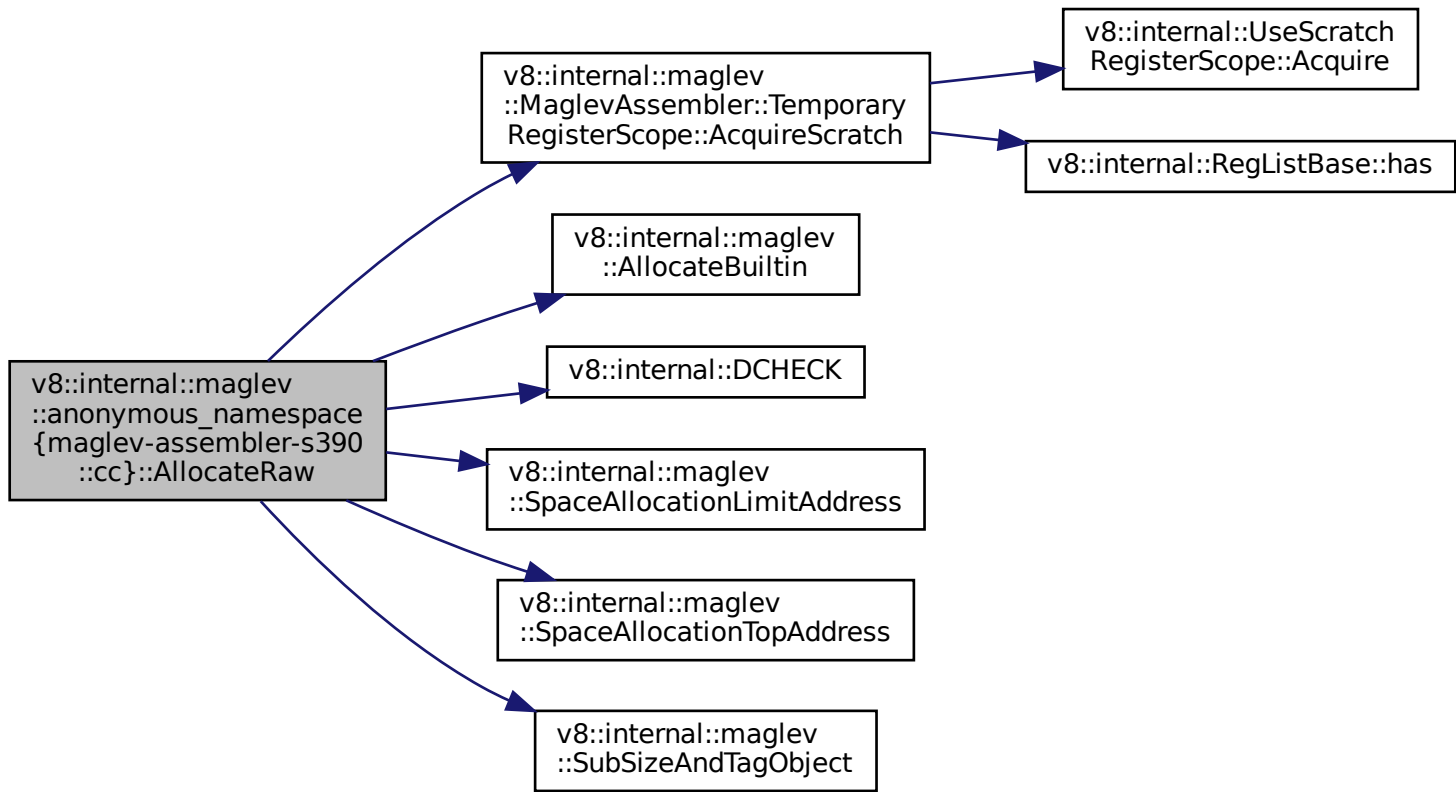 v8::internal::maglev
::anonymous_namespace
{maglev-assembler-s390
::cc}::AllocateRaw
v8::internal::maglev
::MaglevAssembler::Temporary
RegisterScope::AcquireScratch
v8::internal::UseScratch
RegisterScope::Acquire
v8::internal::RegListBase::has
v8::internal::maglev
::AllocateBuiltin
v8::internal::DCHECK
v8::internal::maglev
::SpaceAllocationLimitAddress
v8::internal::maglev
::SpaceAllocationTopAddress
v8::internal::maglev
::SubSizeAndTagObject